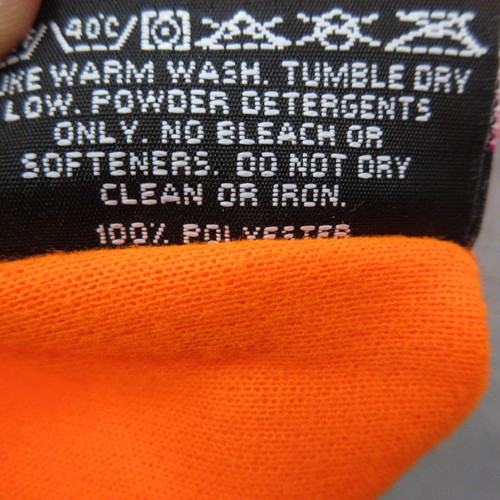 40°C
UKE WARM WASH. TUMBLE DRY
LOW. POWDER DETERGENTS
ONLY. NO BLEACH OR
SOFTENERS. DO NOT DRY
CLEAN OR IRON.
100% POLYESTER